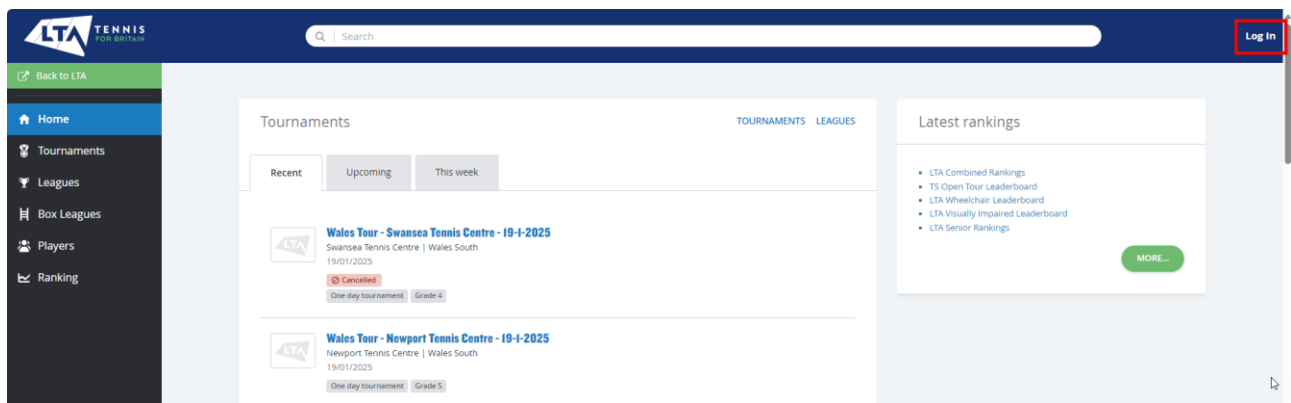 LTA TENNIS
FOR BRITAIN
Search
Log In
Back to LTA
Home
Tournaments
Leagues
Box Leagues
Players
Ranking
Tournaments
TOURNAMENTS LEAGUES
Recent Upcoming This week
LTA
Wales Tour - Swansea Tennis Centre - 19-1-2025
Swansea Tennis Centre | Wales South
19/01/2025
Cancelled
One day tournament Grade 4
LTA
Wales Tour - Newport Tennis Centre - 19-1-2025
Newport Tennis Centre | Wales South
19/01/2025
One day tournament Grade 5
Latest rankings
LTA Combined Rankings
TS Open Tour Leaderboard
LTA Wheelchair Leaderboard
LTA Visually Impaired Leaderboard
LTA Senior Rankings
MORE...